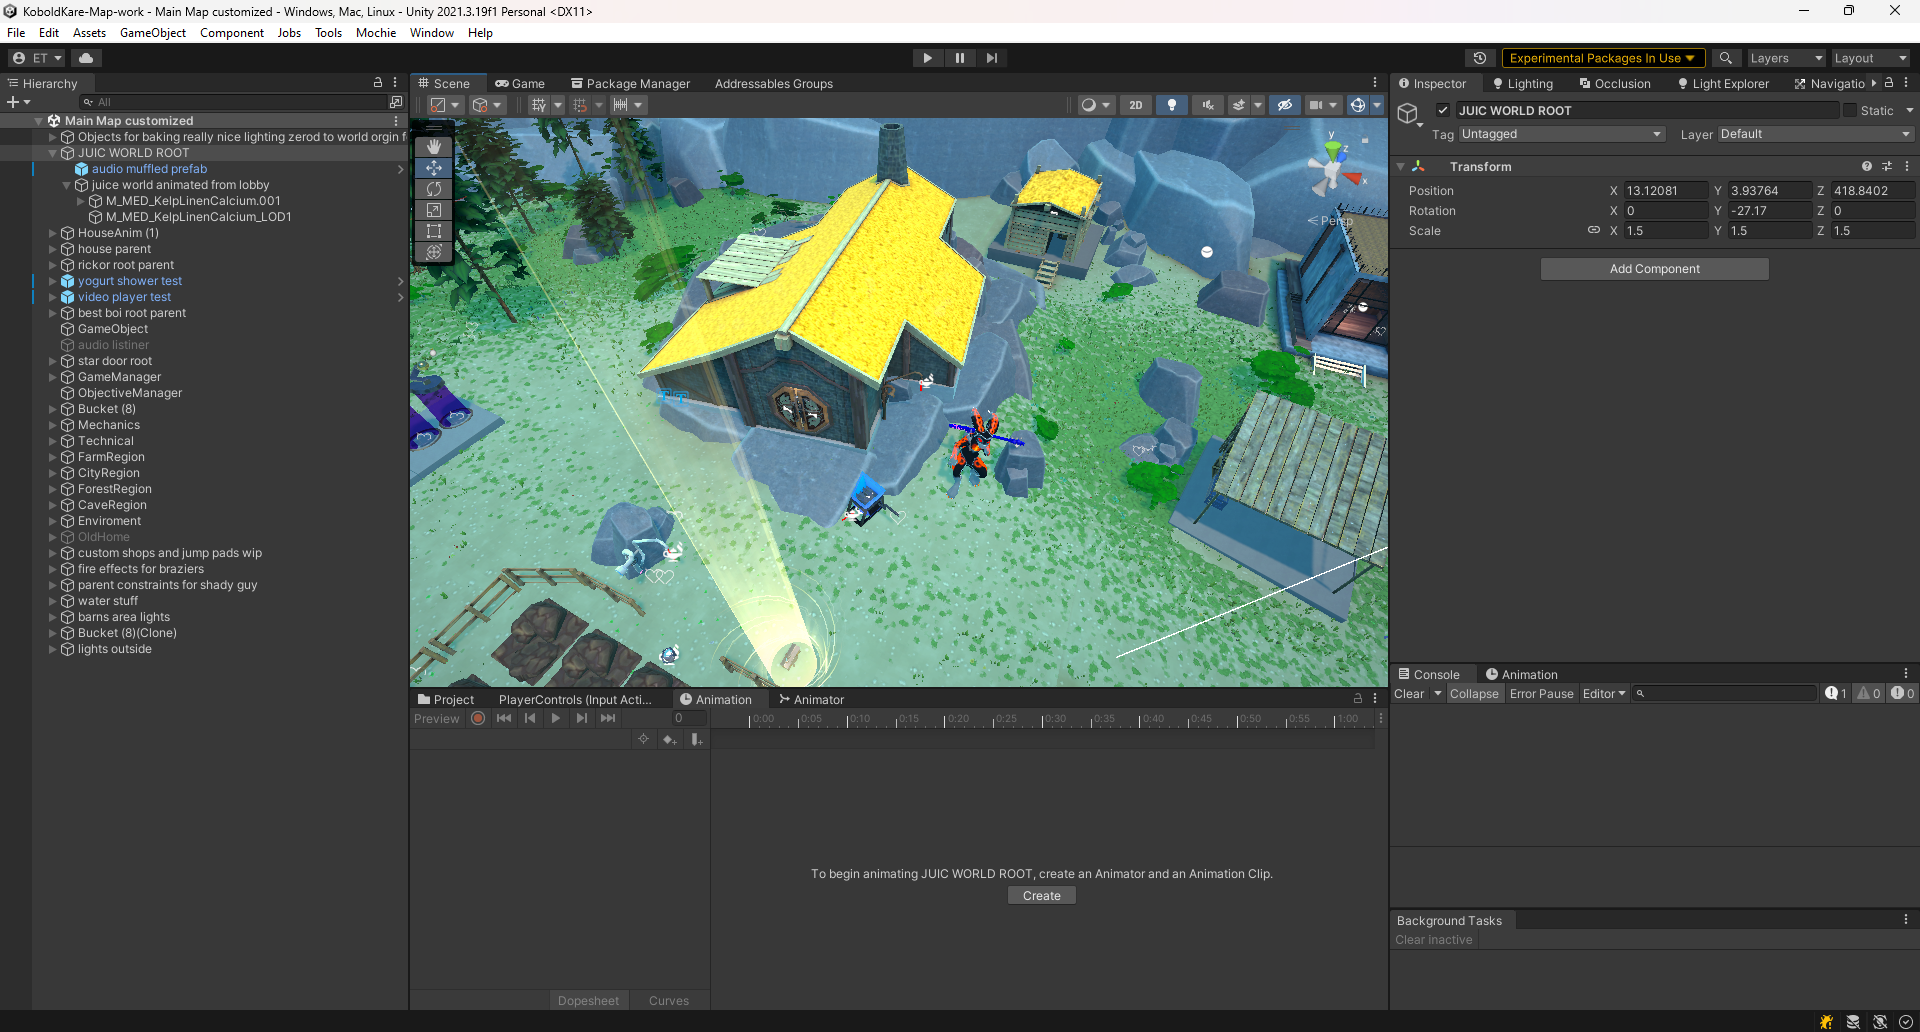 KoboldKare-Map-work - Main Map customized - Windows, Mac, Linux - Unity 2021.3.19f1 Personal <DX11>
File Edit Assets GameObject Component Jobs Tools Mochie Window Help
ET
Experimental Packages In Use
Layers
Layout
Hierarchy
All
Main Map customized
Objects for baking really nice lighting zerod to world orgin f
JUIC WORLD ROOT
audio muffled prefab
juice world animated from lobby
M_MED_KelpLinenCalcium.001
M_MED_KelpLinenCalcium_LOD1
HouseAnim (1)
house parent
rickor root parent
yogurt shower test
video player test
best boi root parent
GameObject
audio listiner
star door root
GameManager
ObjectiveManager
Bucket (8)
Mechanics
Technical
FarmRegion
CityRegion
ForestRegion
CaveRegion
Enviroment
OldHome
custom shops and jump pads wip
fire effects for braziers
parent constraints for shady guy
water stuff
barns area lights
Bucket (8)(Clone)
lights outside
Scene Game Package Manager Addressables Groups
2D
y
z
x
Persp
Project PlayerControls (Input Acti... Animation Animator
Preview 0 0:00 0:05 0:10 0:15 0:20 0:25 0:30 0:35 0:40 0:45 0:50 0:55 1:00
To begin animating JUIC WORLD ROOT, create an Animator and an Animation Clip.
Create
Dopesheet Curves
Inspector Lighting Occlusion Light Explorer Navigatio
JUIC WORLD ROOT Static
Tag Untagged Layer Default
Transform
Position X 13.12081 Y 3.93764 Z 418.8402
Rotation X 0 Y -27.17 Z 0
Scale X 1.5 Y 1.5 Z 1.5
Add Component
Console Animation
Clear Collapse Error Pause Editor 1 0 0
Background Tasks
Clear inactive